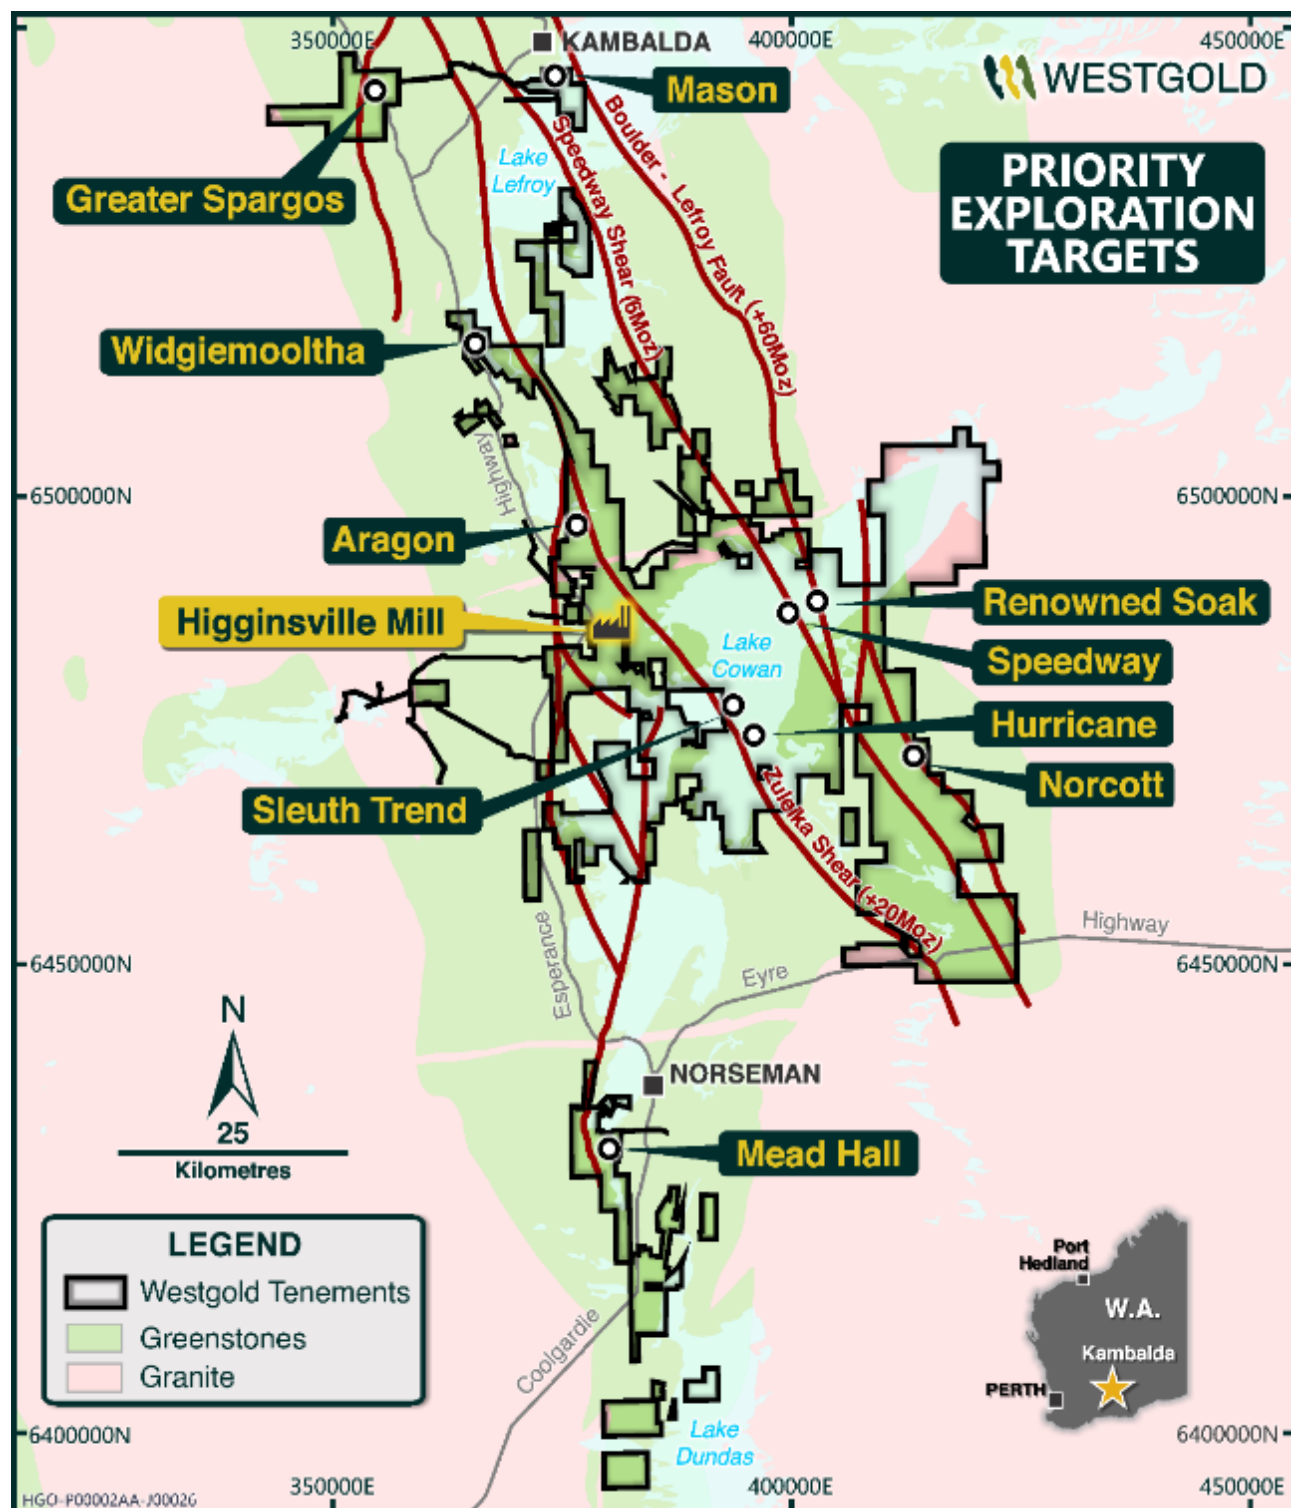 350000E
KAMBALDA
400000E
450000E
WESTGOLD
Mason
PRIORITY
EXPLORATION
TARGETS
Greater Spargos
Lake
Lefroy
Speedway Shear (6Moz)
Boulder - Lefroy Fault (+60Moz)
Widgiemooltha
Highway
6500000N
6500000N
Aragon
Higginsville Mill
Renowned Soak
Lake
Cowan
Speedway
Hurricane
Norcott
Sleuth Trend
Zuleika Shear (+20Moz)
Highway
Esperance
Eyre
6450000N
6450000N
N
25
Kilometres
NORSEMAN
Mead Hall
LEGEND
Westgold Tenements
Greenstones
Granite
Coolgardie
Port
Hedland
W.A.
Kambalda
PERTH
Lake
Dundas
6400000N
6400000N
350000E
400000E
450000E
HGO-P00002AA-J00026